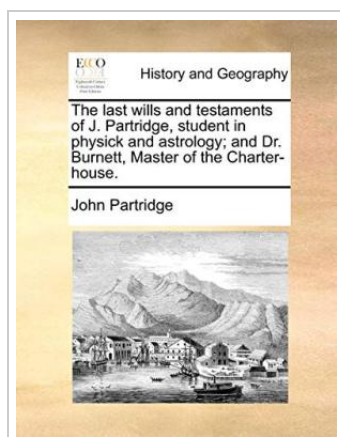 ECCO
History and Geography
The last wills and testaments
of J. Partridge, student in
physick and astrology; and Dr.
Burnett, Master of the Charter-
house.
John Partridge